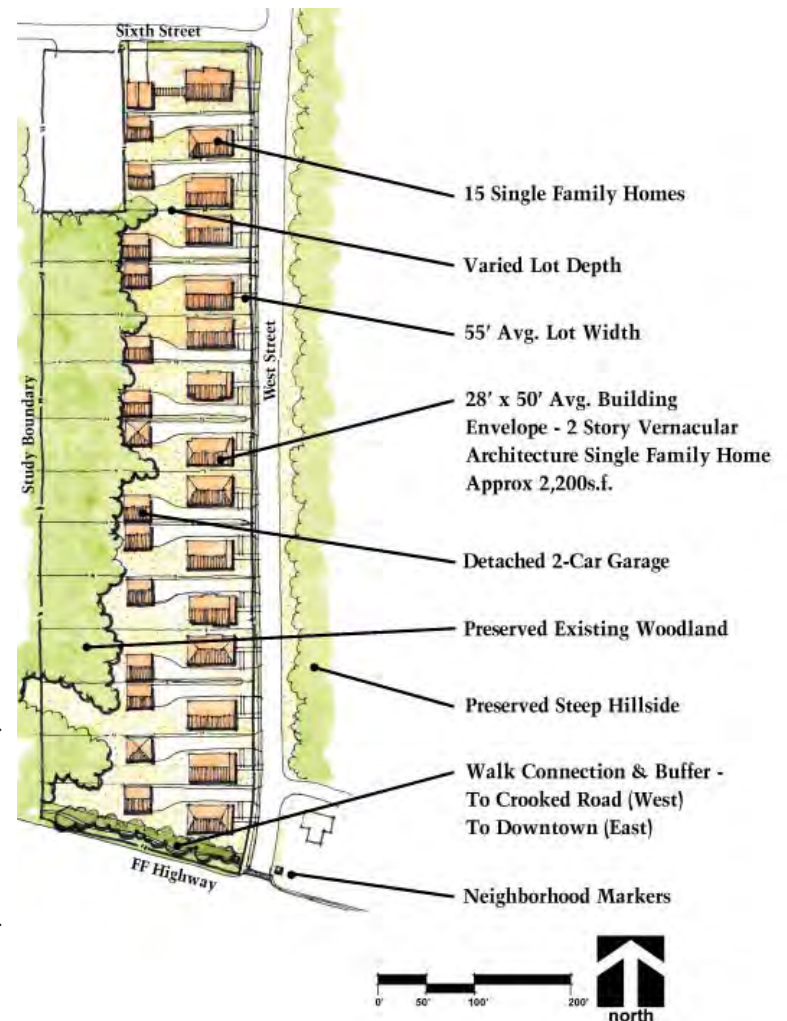 Sixth Street
15 Single Family Homes
Varied Lot Depth
55' Avg. Lot Width
West Street
28' x 50' Avg. Building
Envelope - 2 Story Vernacular
Architecture Single Family Home
Approx 2,200s.f.
Study Boundary
Detached 2-Car Garage
Preserved Existing Woodland
Preserved Steep Hillside
Walk Connection & Buffer -
To Crooked Road (West)
To Downtown (East)
FF Highway
Neighborhood Markers
0' 50' 100' 200'
north